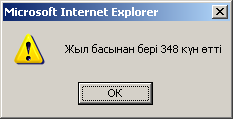 Microsoft Internet Explorer
Жыл басынан бері 348 күн өтті
OK